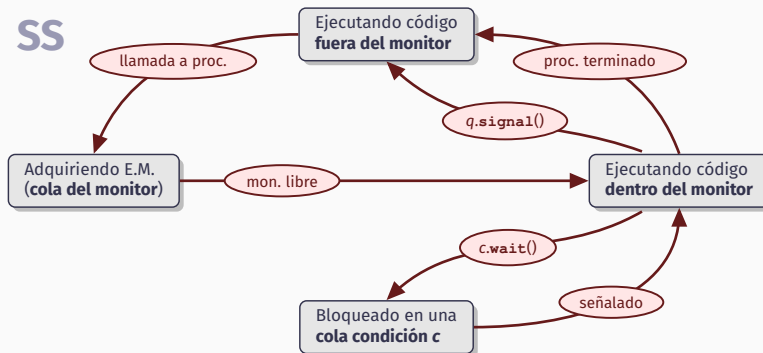 SS
Ejecutando código
fuera del monitor
llamada a proc.
proc. terminado
q.signal()
Adquiriendo E.M.
(cola del monitor)
mon. libre
Ejecutando código
dentro del monitor
c.wait()
señalado
Bloqueado en una
cola condición c